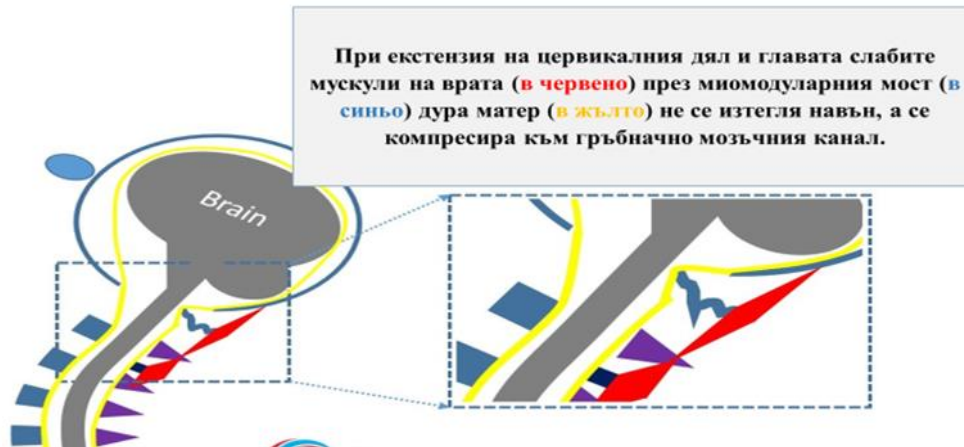 При екстензия на цервикалния дял и главата слабите
мускули на врата (в червено) през миомодуларния мост (в
синьо) дура матер (в жълто) не се изтегля навън, а се
компресира към гръбначно мозъчния канал.
Brain